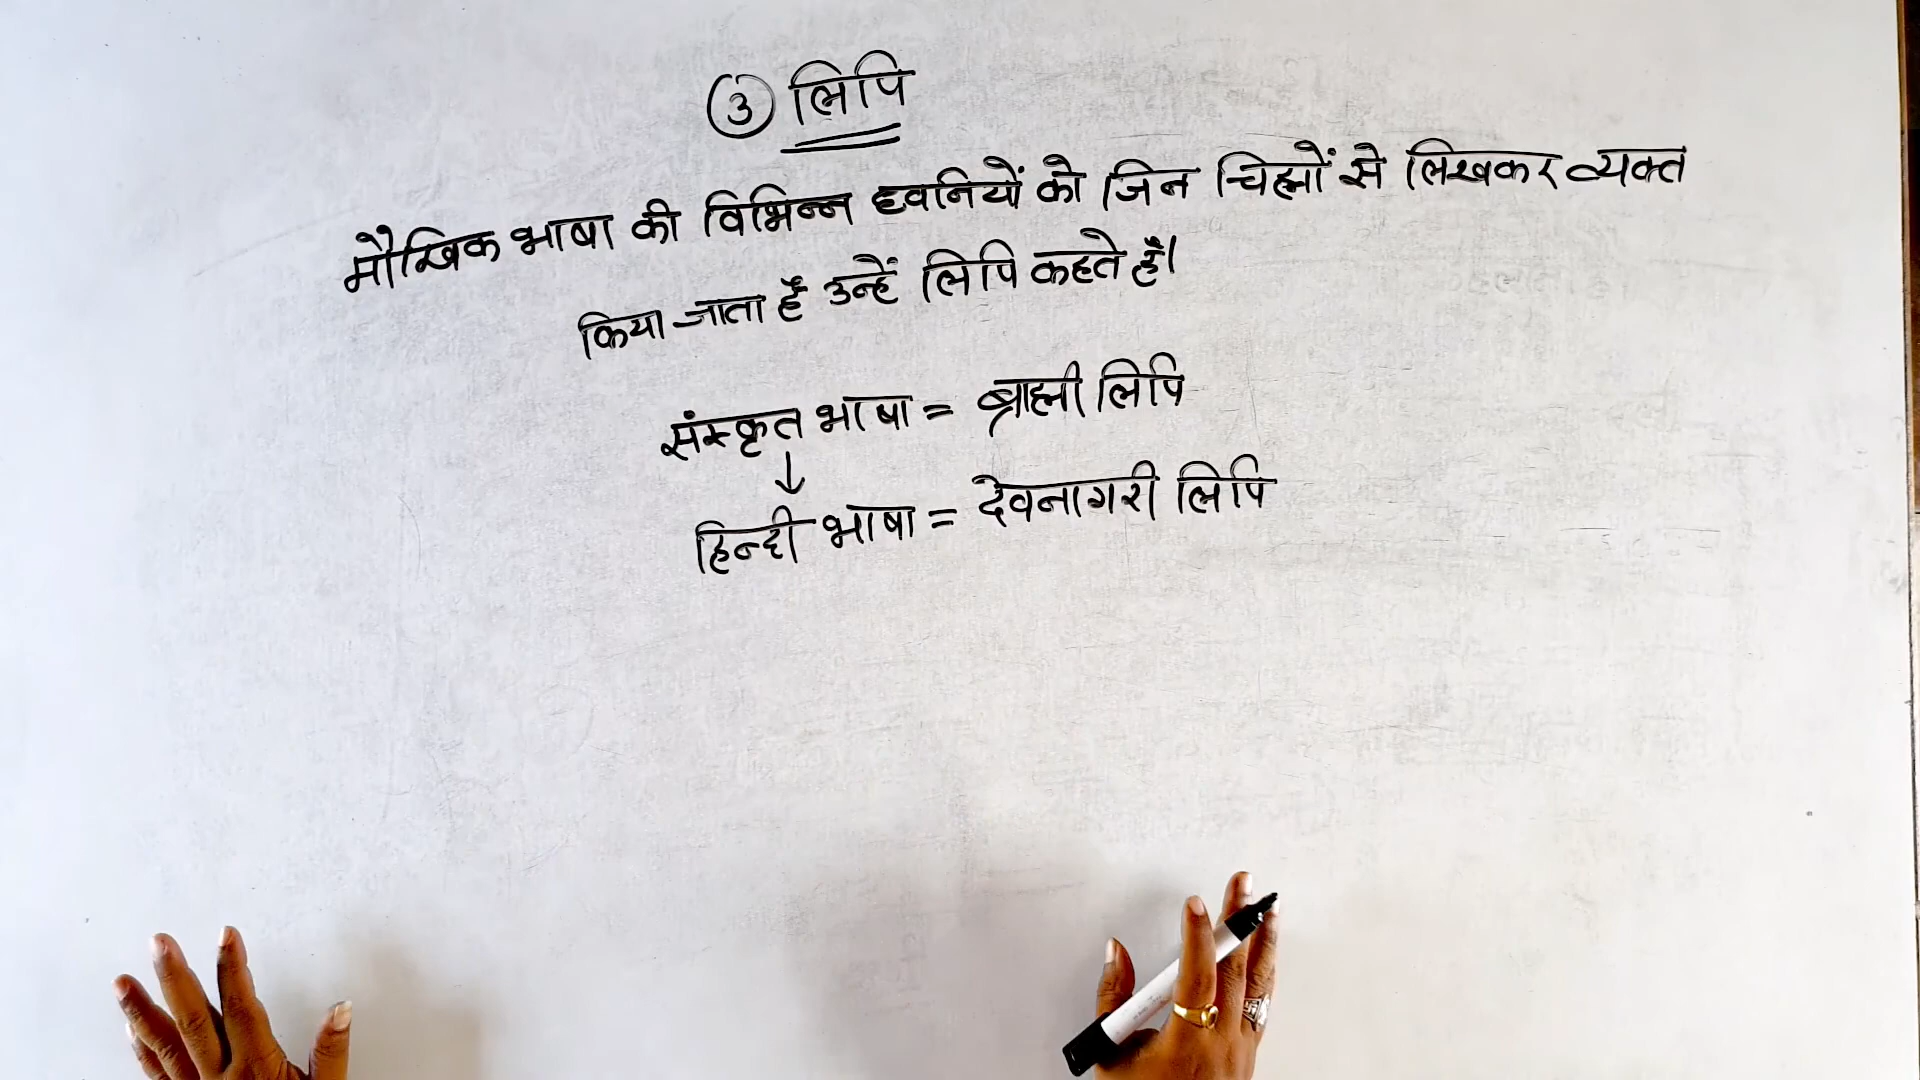 ③ लिपि
मौखिक भाषा की विभिन्न ध्वनियों को जिन चिह्नों से लिखकर व्यक्त
किया जाता है उन्हें लिपि कहते हैं।
संस्कृत भाषा = ब्राह्मी लिपि
↓
हिन्दी भाषा = देवनागरी लिपि